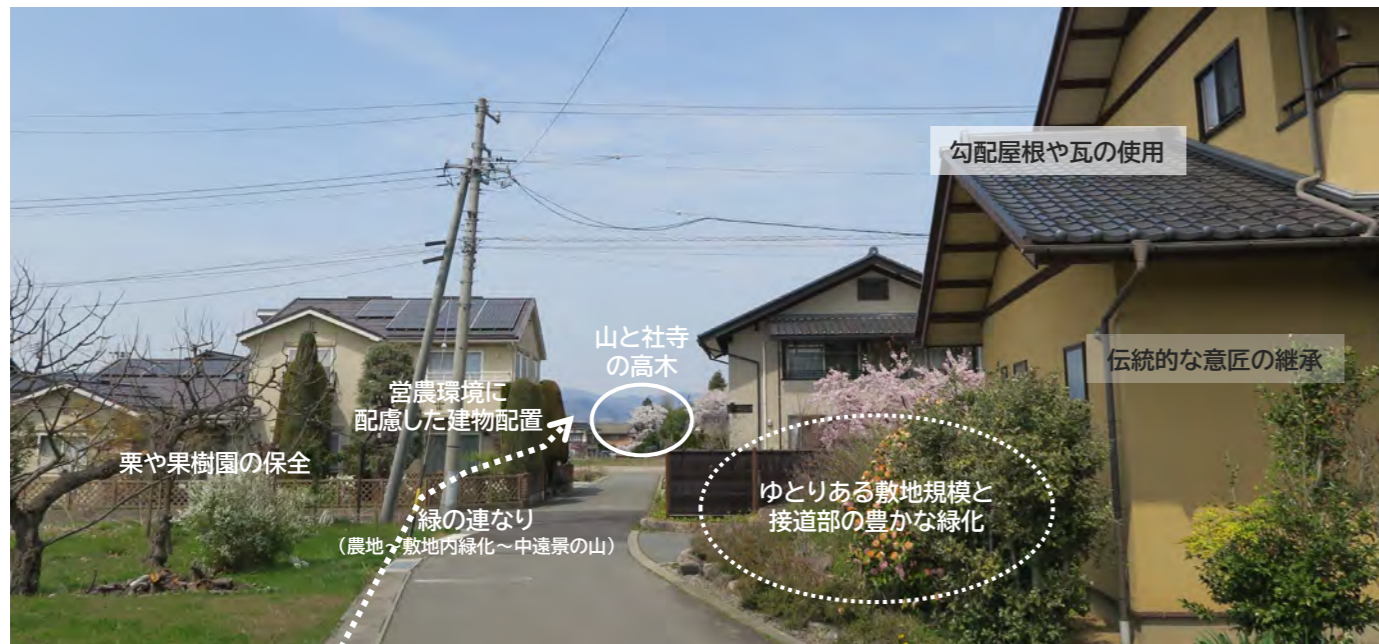 勾配屋根や瓦の使用
山と社寺
の高木
伝統的な意匠の継承
営農環境に
配慮した建物配置
栗や果樹園の保全
ゆとりある敷地規模と
接道部の豊かな緑化
緑の連なり
（農地～敷地内緑化～中遠景の山）